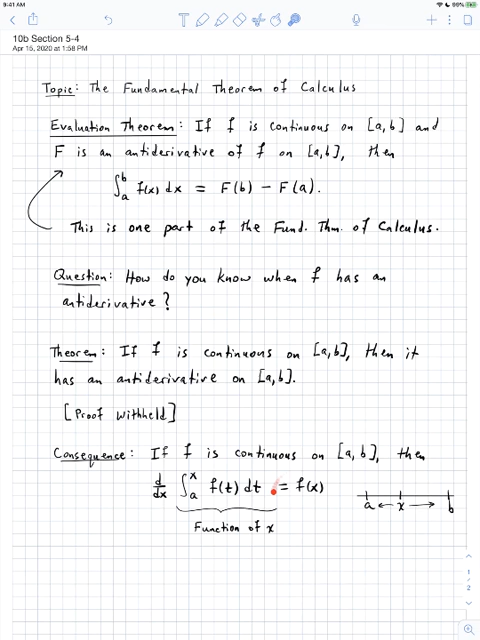 9:41 AM
86%
10b Section 5-4
Apr 15, 2020 at 1:58 PM
Topic: The Fundamental Theorem of Calculus
Evaluation Theorem: If f is continuous on [a,b] and
F is an antiderivative of f on [a,b], then
∫_a^b f(x) dx = F(b) - F(a).
This is one part of the Fund. Thm. of Calculus.
Question: How do you know when f has an
antiderivative?
Theorem: If f is continuous on [a,b], then it
has an antiderivative on [a,b].
[Proof withheld]
Consequence: If f is continuous on [a,b], then
d/dx ∫_a^x f(t) dt = f(x)
a ← x → b
Function of x
1
/
2